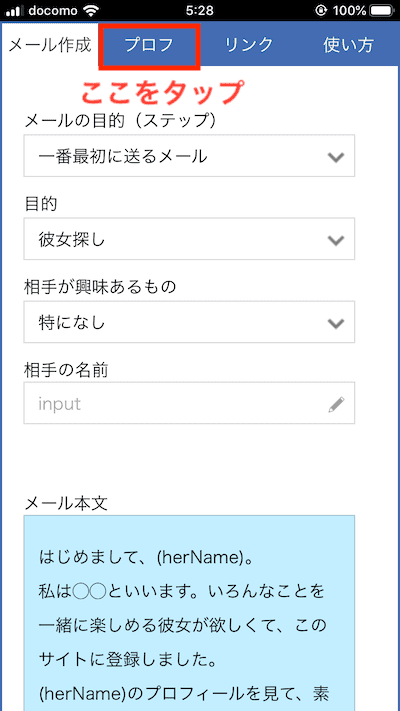 docomo 5:28 100%
メール作成 プロフ リンク 使い方
ここをタップ
メールの目的（ステップ）
一番最初に送るメール
目的
彼女探し
相手が興味あるもの
特になし
相手の名前
input
メール本文
はじめまして、(herName)。
私は◯◯といいます。いろんなことを
一緒に楽しめる彼女が欲しくて、この
サイトに登録しました。
(herName)のプロフィールを見て、素